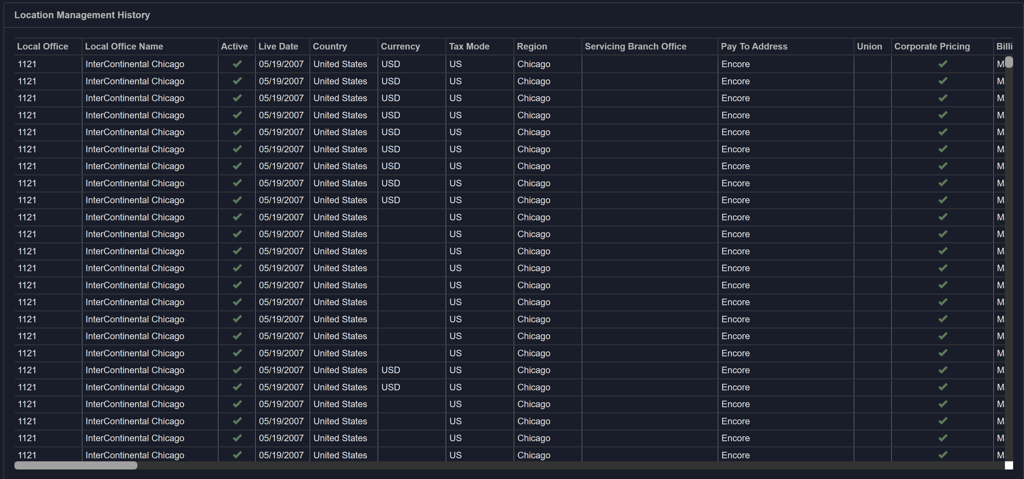 Location Management History
Local Office Local Office Name Active Live Date Country Currency Tax Mode Region Servicing Branch Office Pay To Address Union Corporate Pricing Billi
1121 InterContinental Chicago 05/19/2007 United States USD US Chicago Encore M
1121 InterContinental Chicago 05/19/2007 United States USD US Chicago Encore M
1121 InterContinental Chicago 05/19/2007 United States USD US Chicago Encore M
1121 InterContinental Chicago 05/19/2007 United States USD US Chicago Encore M
1121 InterContinental Chicago 05/19/2007 United States USD US Chicago Encore M
1121 InterContinental Chicago 05/19/2007 United States USD US Chicago Encore M
1121 InterContinental Chicago 05/19/2007 United States USD US Chicago Encore M
1121 InterContinental Chicago 05/19/2007 United States USD US Chicago Encore M
1121 InterContinental Chicago 05/19/2007 United States USD US Chicago Encore M
1121 InterContinental Chicago 05/19/2007 United States US Chicago Encore M
1121 InterContinental Chicago 05/19/2007 United States US Chicago Encore M
1121 InterContinental Chicago 05/19/2007 United States US Chicago Encore M
1121 InterContinental Chicago 05/19/2007 United States US Chicago Encore M
1121 InterContinental Chicago 05/19/2007 United States US Chicago Encore M
1121 InterContinental Chicago 05/19/2007 United States US Chicago Encore M
1121 InterContinental Chicago 05/19/2007 United States US Chicago Encore M
1121 InterContinental Chicago 05/19/2007 United States US Chicago Encore M
1121 InterContinental Chicago 05/19/2007 United States US Chicago Encore M
1121 InterContinental Chicago 05/19/2007 United States USD US Chicago Encore M
1121 InterContinental Chicago 05/19/2007 United States USD US Chicago Encore M
1121 InterContinental Chicago 05/19/2007 United States US Chicago Encore M
1121 InterContinental Chicago 05/19/2007 United States US Chicago Encore M
1121 InterContinental Chicago 05/19/2007 United States US Chicago Encore M
1121 InterContinental Chicago 05/19/2007 United States US Chicago Encore M